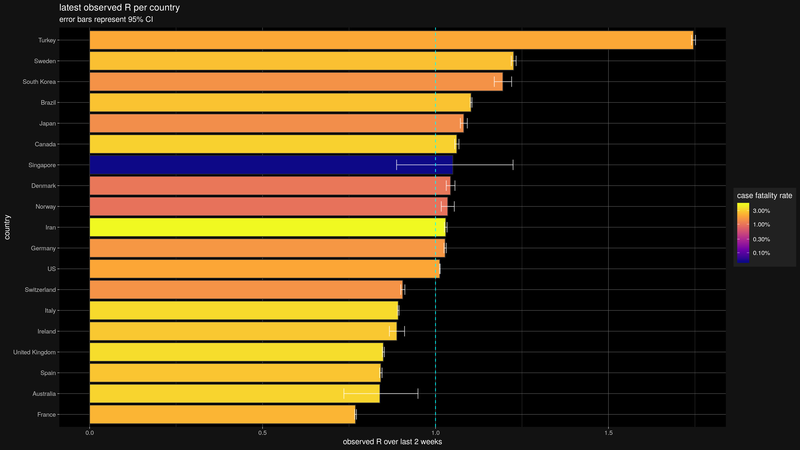 latest observed R per country
error bars represent 95% CI
Turkey
Sweden
South Korea
Brazil
Japan
Canada
Singapore
Denmark
Norway
Iran
Germany
US
Switzerland
Italy
Ireland
United Kingdom
Spain
Australia
France
country
0.0
0.5
1.0
1.5
observed R over last 2 weeks
case fatality rate
3.00%
1.00%
0.30%
0.10%